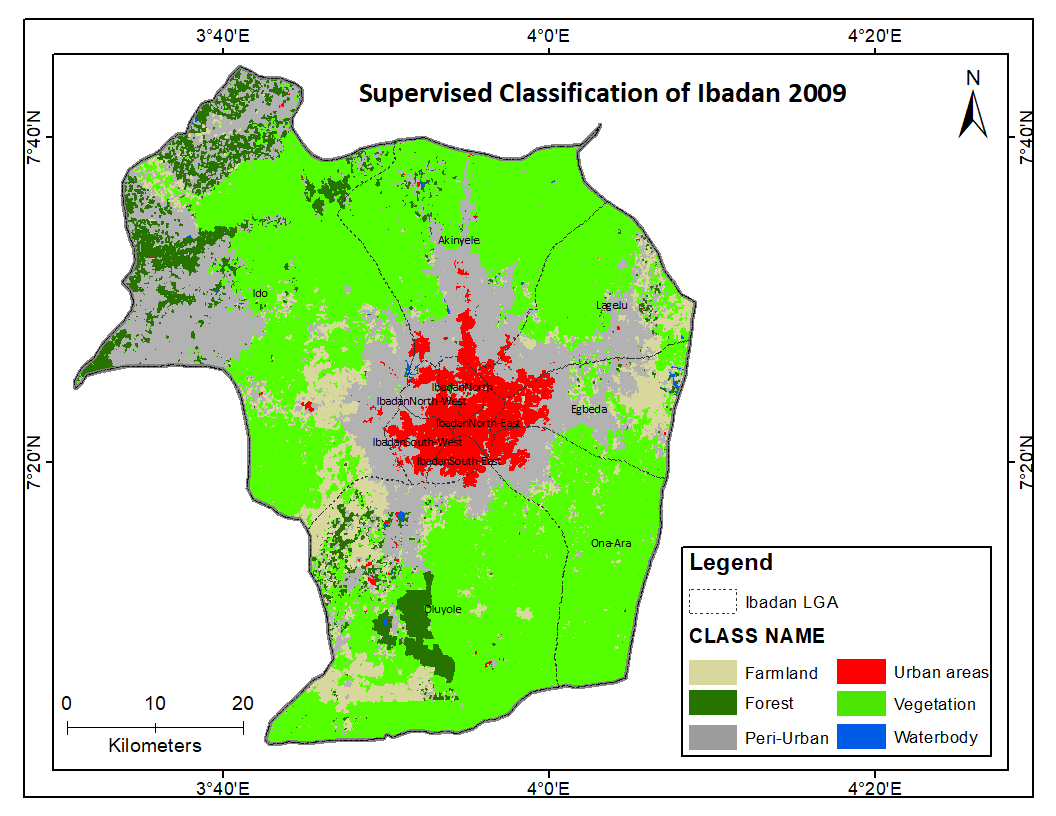 3°40'E 4°0'E 4°20'E
Supervised Classification of Ibadan 2009
N
7°40'N 7°40'N
Akinyele
Ido
Lagelu
IbadanNorth
IbadanNorth-West
Egbeda
IbadanNorth-East
IbadanSouth-West
IbadanSouth-East
7°20'N 7°20'N
Ona-Ara
Oluyole
Legend
Ibadan LGA
CLASS NAME
Farmland Urban areas
Forest Vegetation
Peri-Urban Waterbody
0 10 20
Kilometers
3°40'E 4°0'E 4°20'E